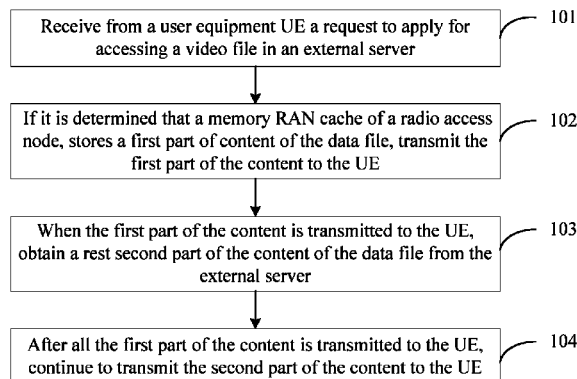 Receive from a user equipment UE a request to apply for
accessing a video file in an external server
101
If it is determined that a memory RAN cache of a radio access
node, stores a first part of content of the data file, transmit the
first part of the content to the UE
102
When the first part of the content is transmitted to the UE,
obtain a rest second part of the content of the data file from the
external server
103
After all the first part of the content is transmitted to the UE,
continue to transmit the second part of the content to the UE
104